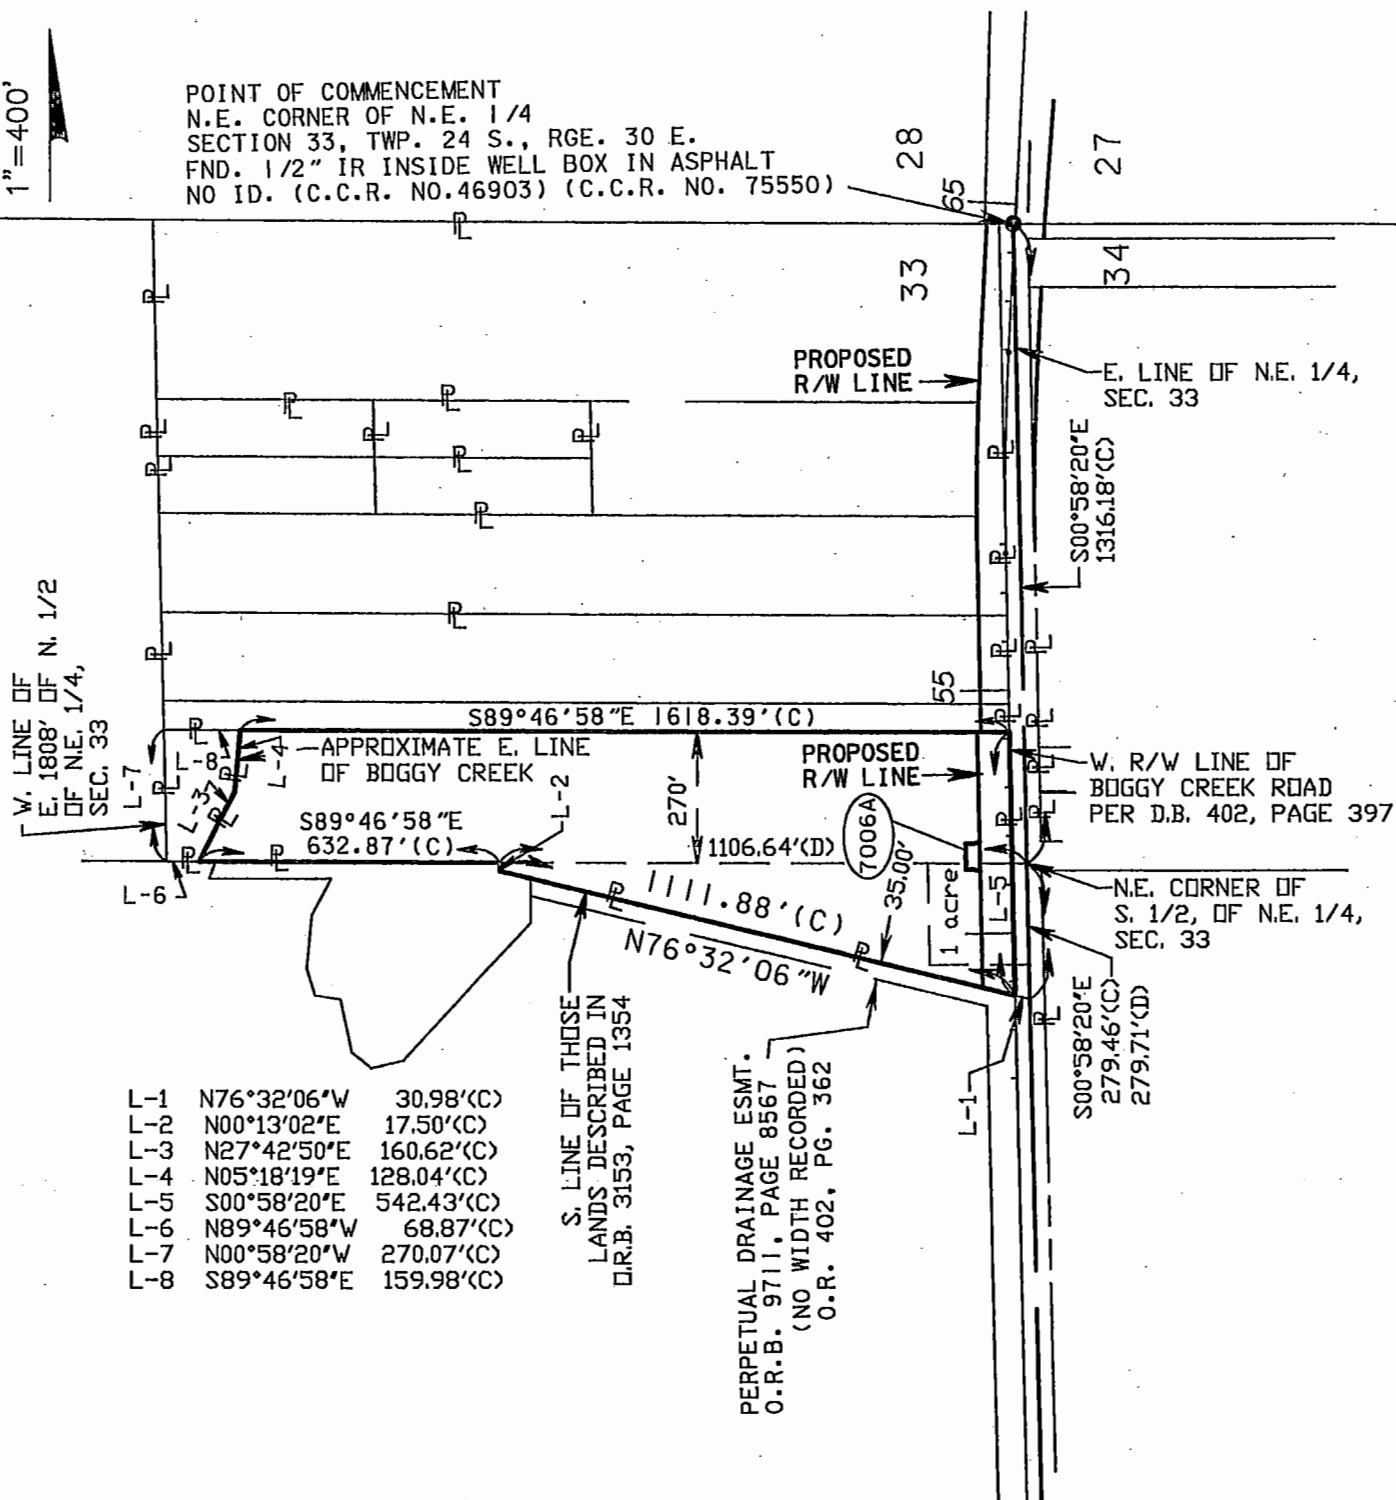 1"=400'
POINT OF COMMENCEMENT
N.E. CORNER OF N.E. 1/4
SECTION 33, TWP. 24 S., RGE. 30 E.
FND. 1/2" IR INSIDE WELL BOX IN ASPHALT
NO ID. (C.C.R. NO.46903) (C.C.R. NO. 75550)
28
27
65
33
34
PROPOSED
R/W LINE
E. LINE OF N.E. 1/4,
SEC. 33
S00°58'20"E
1316.18'(C)
W. LINE OF
E. 1808' OF N. 1/2
OF N.E. 1/4,
SEC. 33
55
S89°46'58"E 1618.39'(C)
L-7
L-8
L-37
L-4
APPROXIMATE E. LINE
OF BOGGY CREEK
L-2
270'
PROPOSED
R/W LINE
W. R/W LINE OF
BOGGY CREEK ROAD
PER D.B. 402, PAGE 397
S89°46'58"E
632.87'(C)
1106.64'(D)
7006A
L-6
1111.88'(C)
N76°32'06"W
35.00'
1 acre
L-5
N.E. CORNER OF
S. 1/2, OF N.E. 1/4,
SEC. 33
S00°58'20"E
279.46'(C)
279.71'(D)
L-1
S. LINE OF THOSE
LANDS DESCRIBED IN
O.R.B. 3153, PAGE 1354
PERPETUAL DRAINAGE ESMT.
O.R.B. 9711, PAGE 8567
(NO WIDTH RECORDED)
O.R. 402, PG. 362
L-1 N76°32'06"W 30.98'(C)
L-2 N00°13'02"E 17.50'(C)
L-3 N27°42'50"E 160.62'(C)
L-4 N05°18'19"E 128.04'(C)
L-5 S00°58'20"E 542.43'(C)
L-6 N89°46'58"W 68.87'(C)
L-7 N00°58'20"W 270.07'(C)
L-8 S89°46'58"E 159.98'(C)